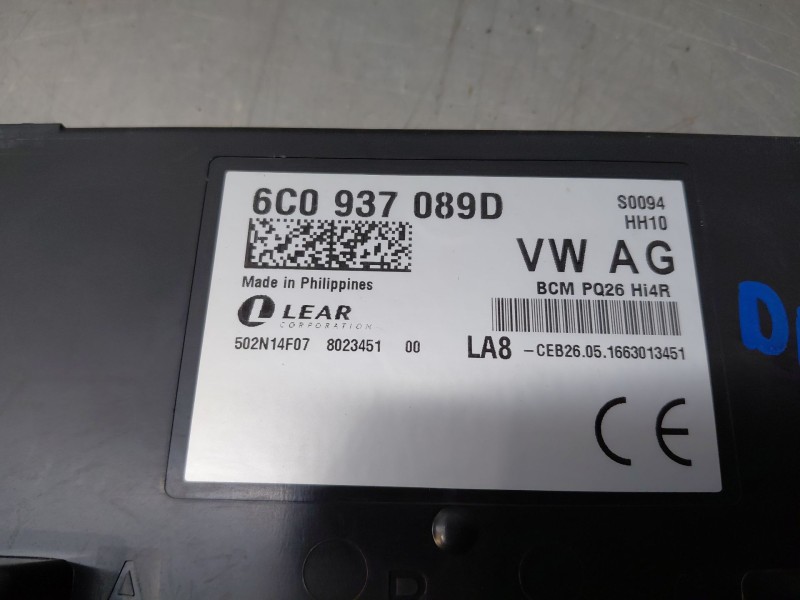 6C0 937 089D
S0094
HH10
VW AG
Made in Philippines
BCM PQ26 Hi4R
LEAR
CORPORATION
502N14F07 8023451 00
LA8 -CEB26.05.1663013451
CE
A